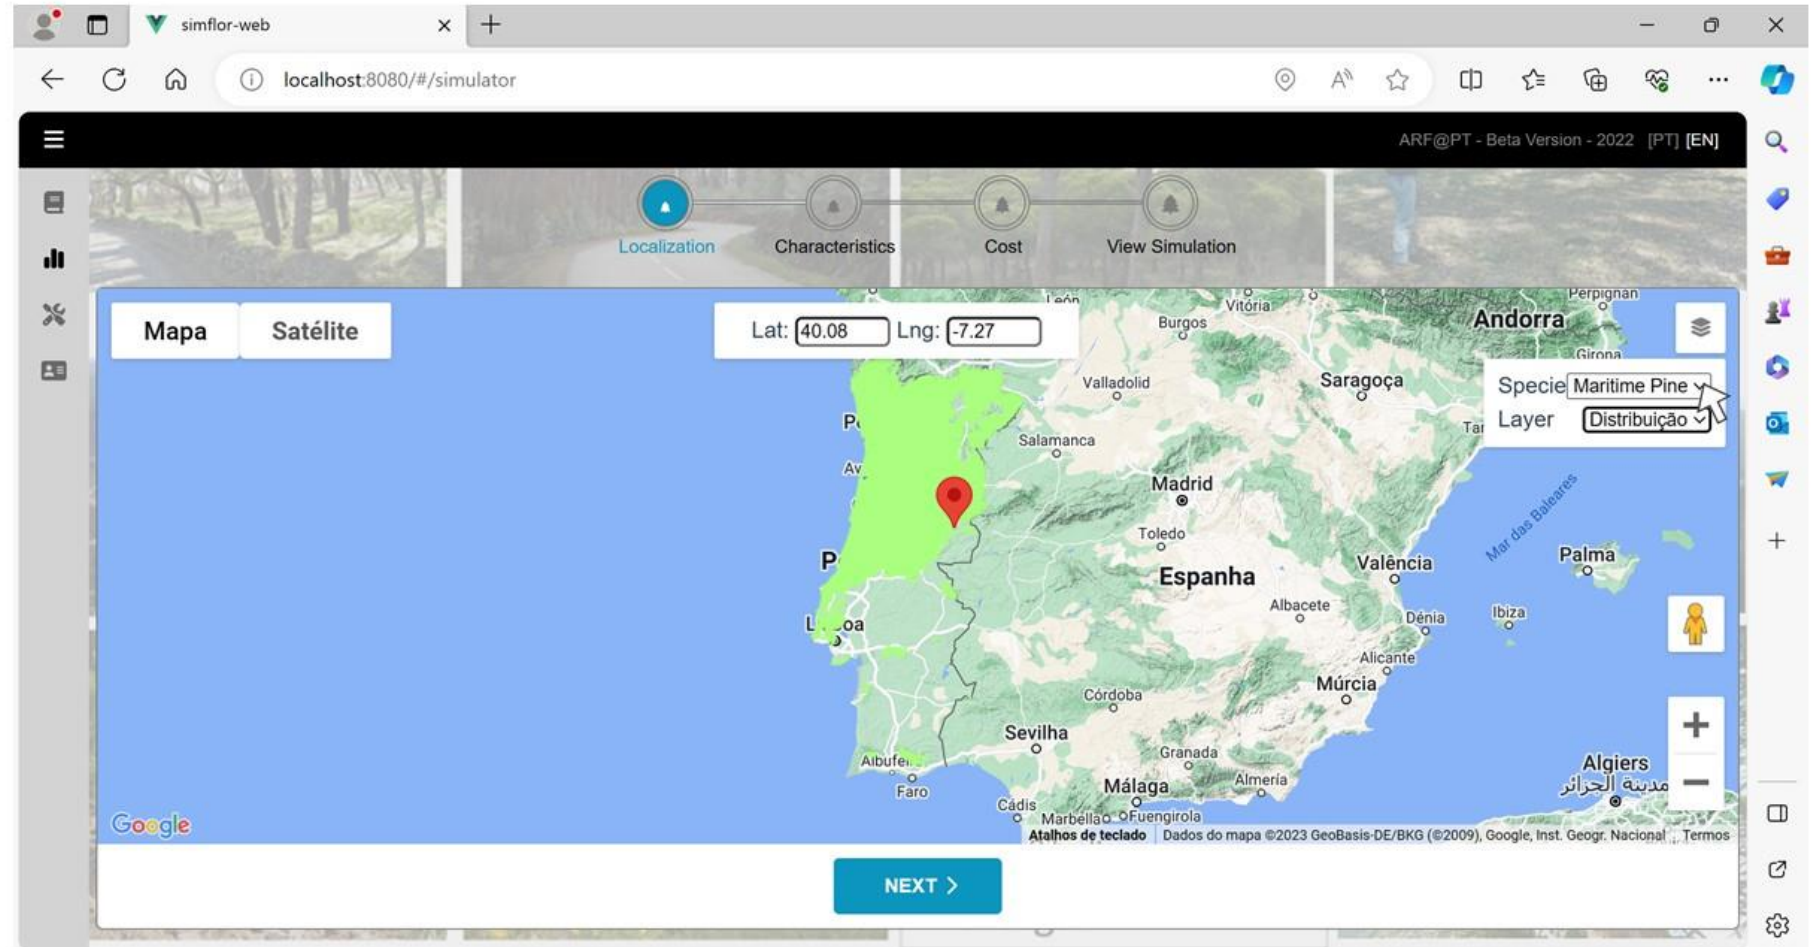 simflor-web
localhost:8080/#/simulator
ARF@PT - Beta Version - 2022 [PT] [EN]
Localization
Characteristics
Cost
View Simulation
Mapa
Satélite
Lat: 40.08 Lng: -7.27
León
Vitória
Perpignan
Burgos
Andorra
Girona
Valladolid
Saragoça
Specie Maritime Pine
Layer Distribuição
Salamanca
Madrid
Toledo
Mar das Baleares
Palma
Espanha
Valência
Albacete
Ibiza
Dénia
Alicante
Múrcia
Córdoba
Sevilha
Granada
Faro
Málaga
Almería
Algiers
مدينة الجزائر
Cádis
Marbella
Fuengirola
Google
Atalhos de teclado
Dados do mapa ©2023 GeoBasis-DE/BKG (©2009), Google, Inst. Geogr. Nacional
Termos
NEXT